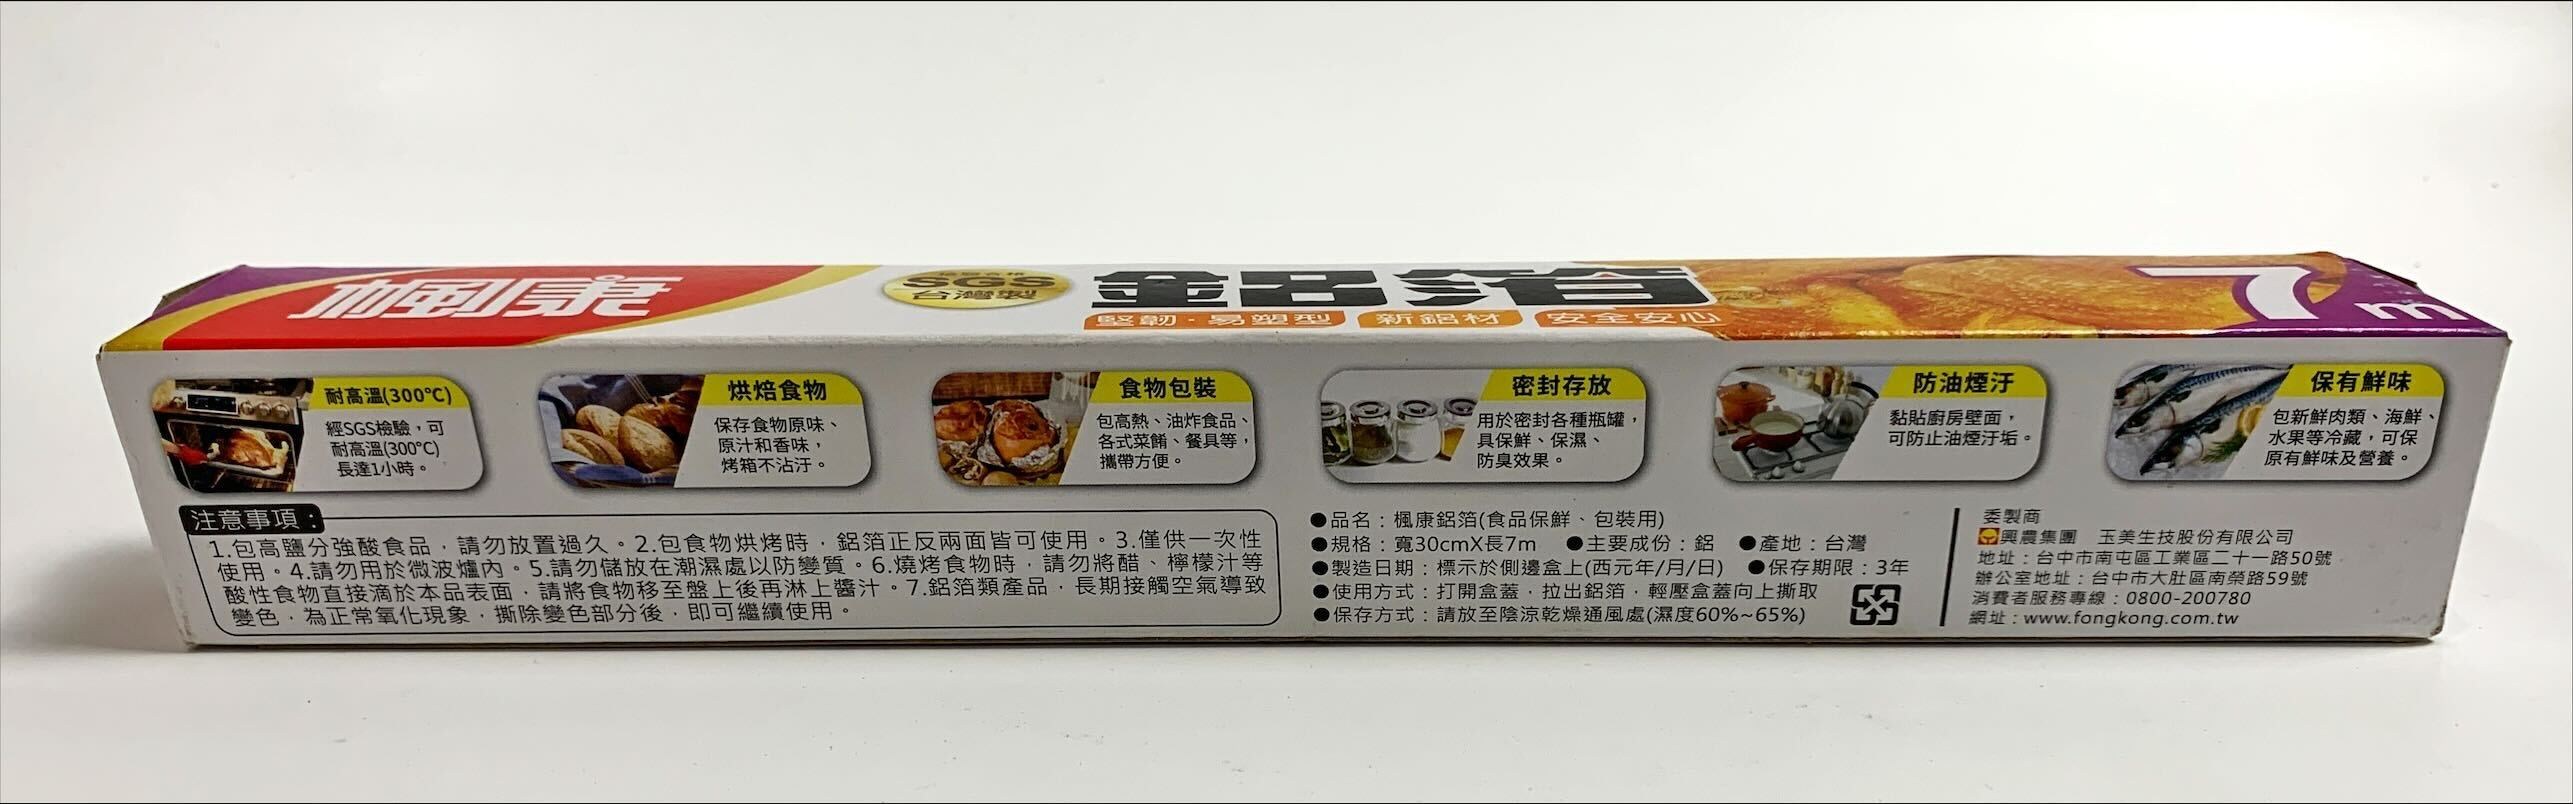 楓康
SGS
台灣製
鋁箔
堅韌·易塑型 新鋁材 安全安心
7m
耐高溫(300℃)
經SGS檢驗，可
耐高溫(300℃)
長達1小時。
烘焙食物
保存食物原味、
原汁和香味，
烤箱不沾汙。
食物包裝
包高熱、油炸食品、
各式菜餚、餐具等，
攜帶方便。
密封存放
用於密封各種瓶罐，
具保鮮、保濕、
防臭效果。
防油煙汙
黏貼廚房壁面，
可防止油煙汙垢。
保有鮮味
包新鮮肉類、海鮮、
水果等冷藏，可保
原有鮮味及營養。
注意事項：
1.包高鹽分強酸食品，請勿放置過久。2.包食物烘烤時，鋁箔正反兩面皆可使用。3.僅供一次性
使用。4.請勿用於微波爐內。5.請勿儲放在潮濕處以防變質。6.燒烤食物時，請勿將醋、檸檬汁等
酸性食物直接滴於本品表面，請將食物移至盤上後再淋上醬汁。7.鋁箔類產品，長期接觸空氣導致
變色，為正常氧化現象，撕除變色部分後，即可繼續使用。
●品名：楓康鋁箔(食品保鮮、包裝用)
●規格：寬30cmX長7m ●主要成份：鋁 ●產地：台灣
●製造日期：標示於側邊盒上(西元年/月/日) ●保存期限：3年
●使用方式：打開盒蓋，拉出鋁箔，輕壓盒蓋向上撕取
●保存方式：請放至陰涼乾燥通風處(濕度60%~65%)
委製商
興農集團 玉美生技股份有限公司
地址：台中市南屯區工業區二十一路50號
辦公室地址：台中市大肚區南榮路59號
消費者服務專線：0800-200780
網址：www.fongkong.com.tw